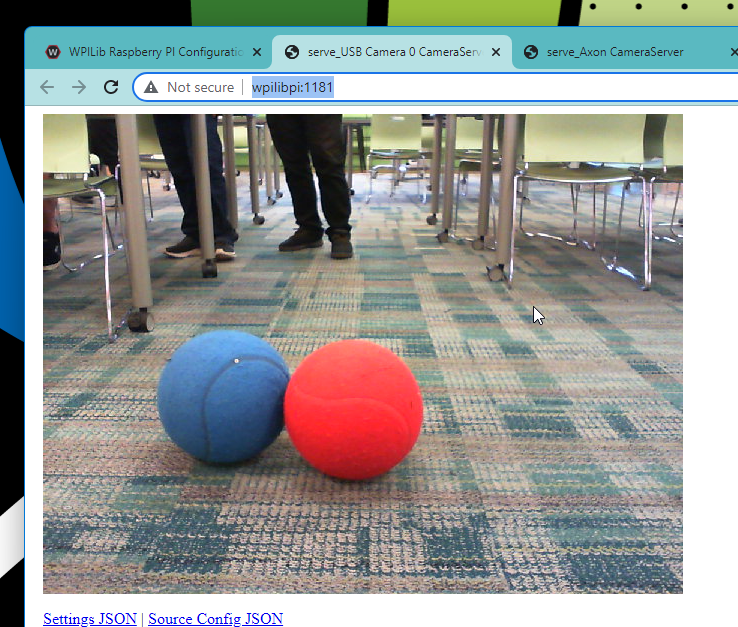 WPILib Raspberry PI Configuratio
serve_USB Camera 0 CameraServ
serve_Axon CameraServer
Not secure
wpilibpi:1181
Settings JSON | Source Config JSON